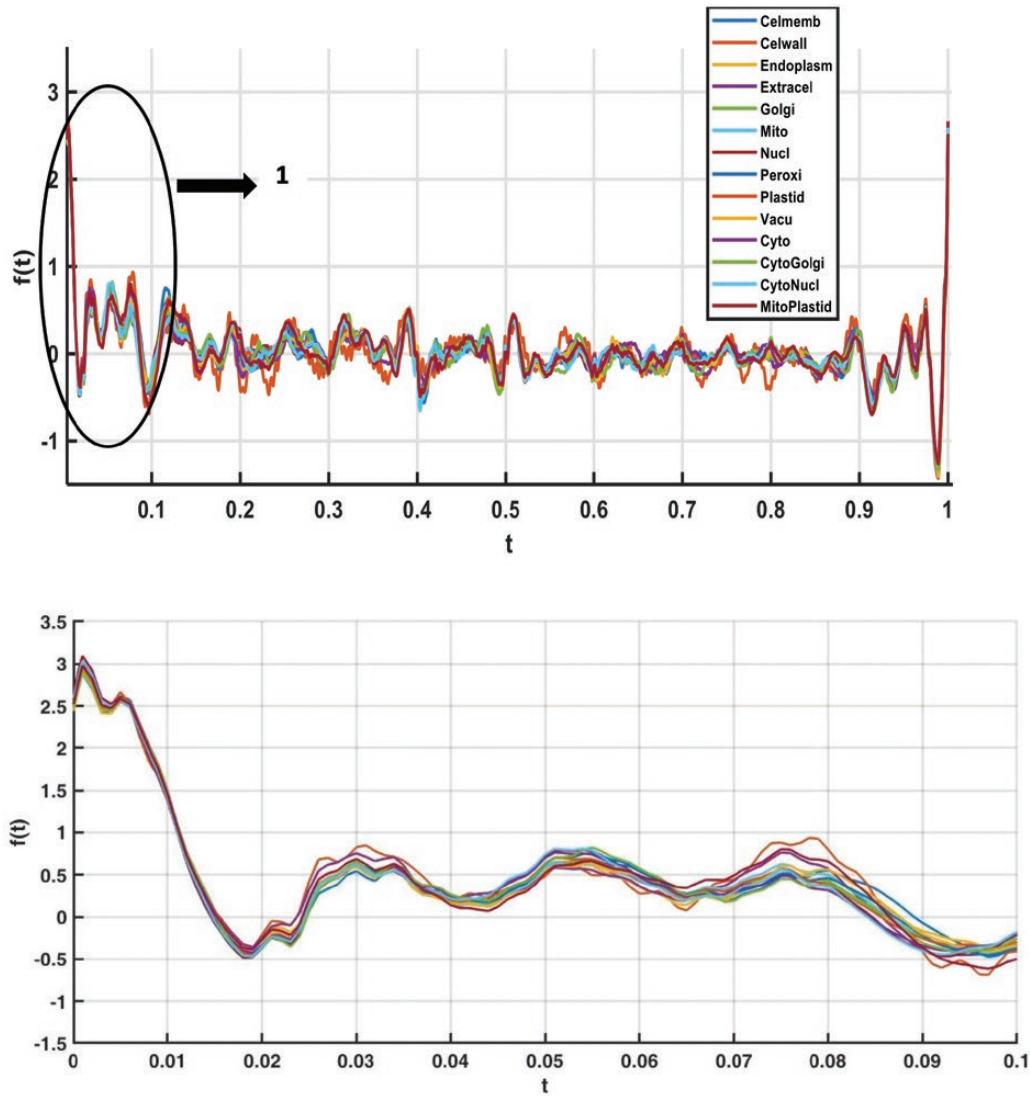 Celmemb
Celwall
Endoplasm
Extracel
Golgi
Mito
Nucl
Peroxi
Plastid
Vacu
Cyto
CytoGolgi
CytoNucl
MitoPlastid
3
2
1
0
-1
f(t)
1
0.1 0.2 0.3 0.4 0.5 0.6 0.7 0.8 0.9 1
t
3.5
3
2.5
2
1.5
1
0.5
0
-0.5
-1
-1.5
f(t)
0 0.01 0.02 0.03 0.04 0.05 0.06 0.07 0.08 0.09 0.1
t